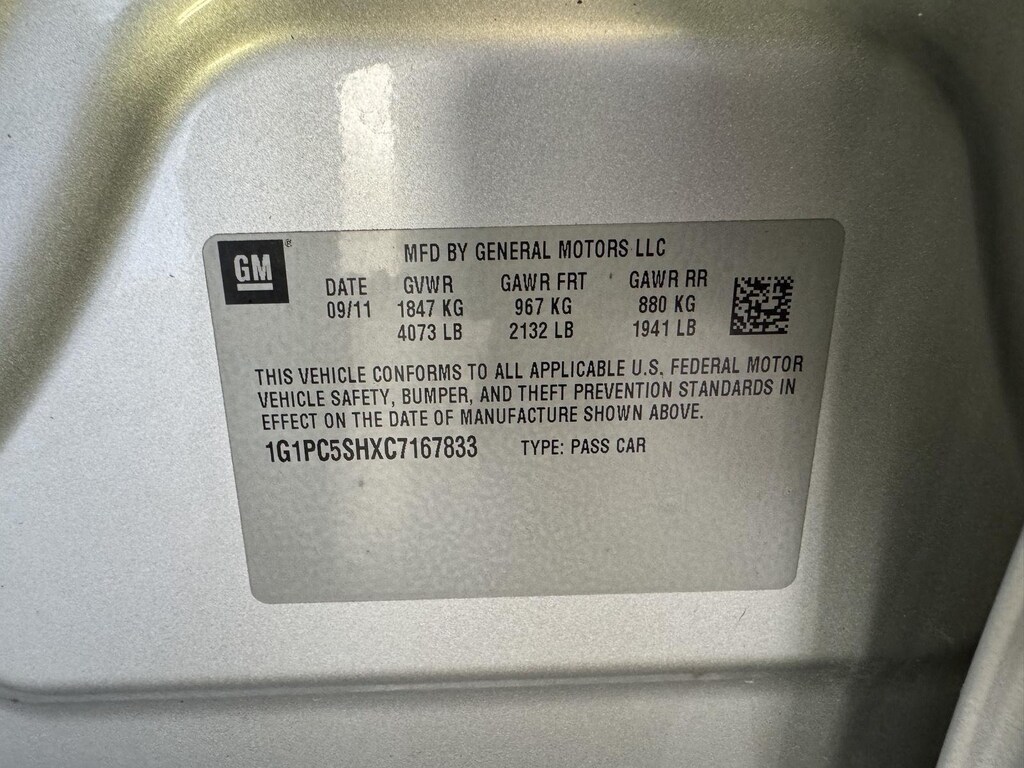 GM ®
MFD BY GENERAL MOTORS LLC
DATE GVWR GAWR FRT GAWR RR
09/11 1847 KG 967 KG 880 KG
4073 LB 2132 LB 1941 LB
THIS VEHICLE CONFORMS TO ALL APPLICABLE U.S. FEDERAL MOTOR
VEHICLE SAFETY, BUMPER, AND THEFT PREVENTION STANDARDS IN
EFFECT ON THE DATE OF MANUFACTURE SHOWN ABOVE.
1G1PC5SHXC7167833 TYPE: PASS CAR